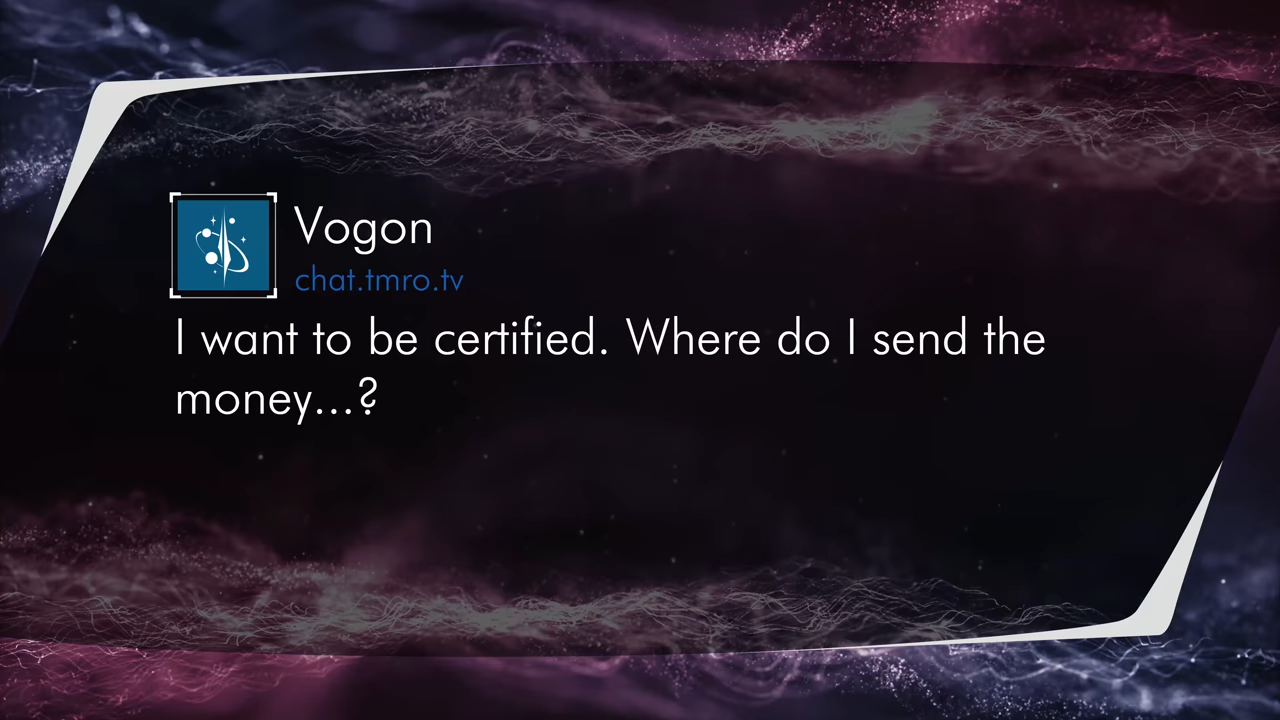 Vogon
chat.tmro.tv
I want to be certified. Where do I send the
money...?